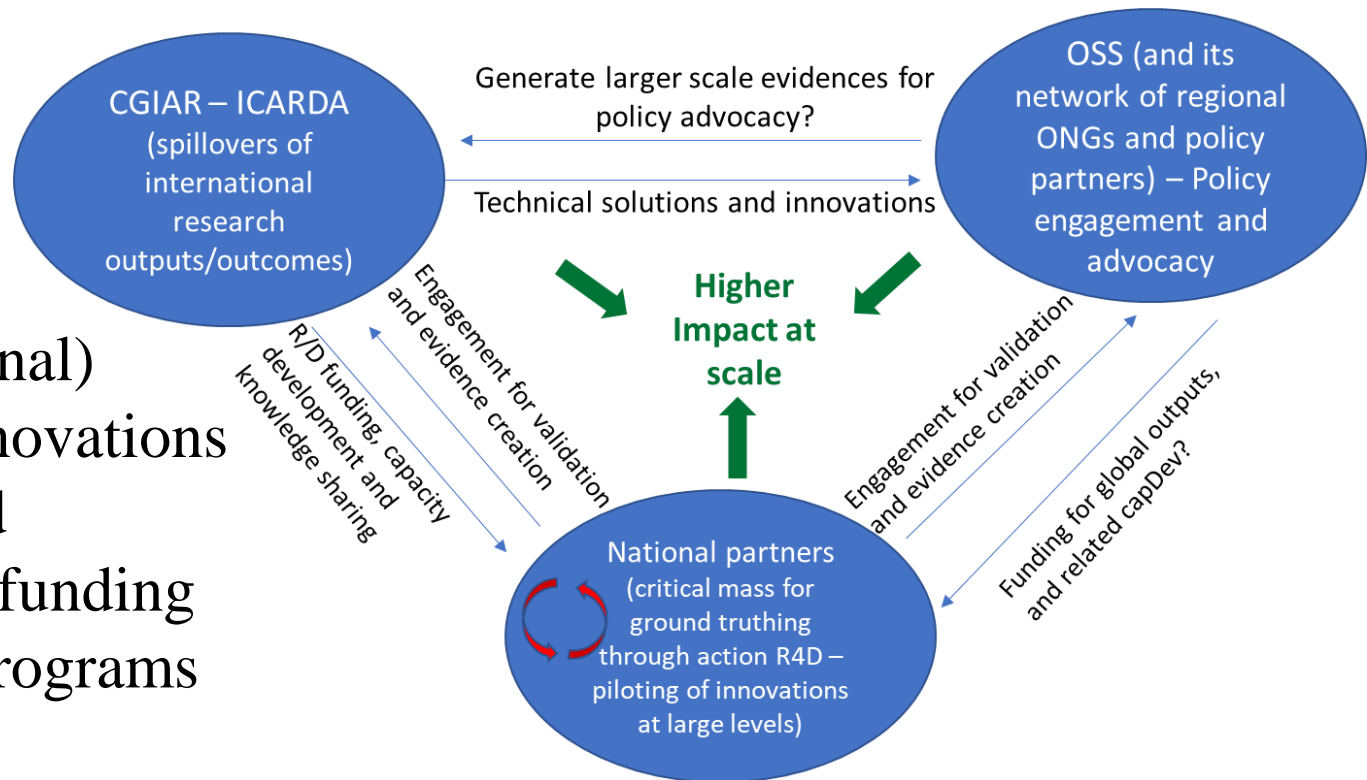 CGIAR – ICARDA
(spillovers of
international
research
outputs/outcomes)
Generate larger scale evidences for
policy advocacy?
Technical solutions and innovations
OSS (and its
network of regional
ONGs and policy
partners) – Policy
engagement and
advocacy
Higher
Impact at
scale
R/D funding, capacity
development and
knowledge sharing
Engagement for validation
and evidence creation
Engagement for validation
and evidence creation
Funding for global outputs,
and related capDev?
nal)
novations
d
funding
rograms
National partners
(critical mass for
ground truthing
through action R4D –
piloting of innovations
at large levels)